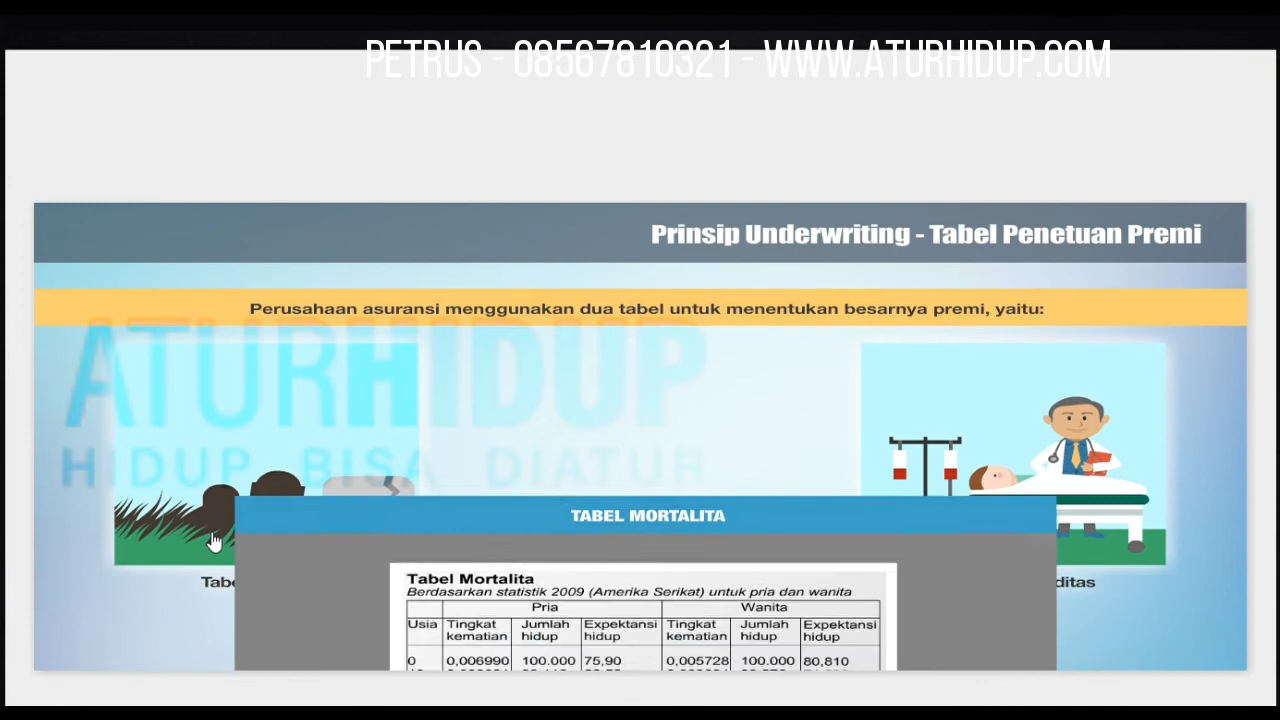 PETRUS - 08567810321 - WWW.ATURHIDUP.COM
Prinsip Underwriting - Tabel Penetuan Premi
Perusahaan asuransi menggunakan dua tabel untuk menentukan besarnya premi, yaitu:
ATURHIDUP
HIDUP BISA DIATUR
TABEL MORTALITA
Tabel Mortalita
Berdasarkan statistik 2009 (Amerika Serikat) untuk pria dan wanita
Pria Wanita
Usia Tingkat kematian Jumlah hidup Expektansi hidup Tingkat kematian Jumlah hidup Expektansi hidup
0 0,006990 100.000 75,90 0,005728 100.000 80,810
Tabe
ditas